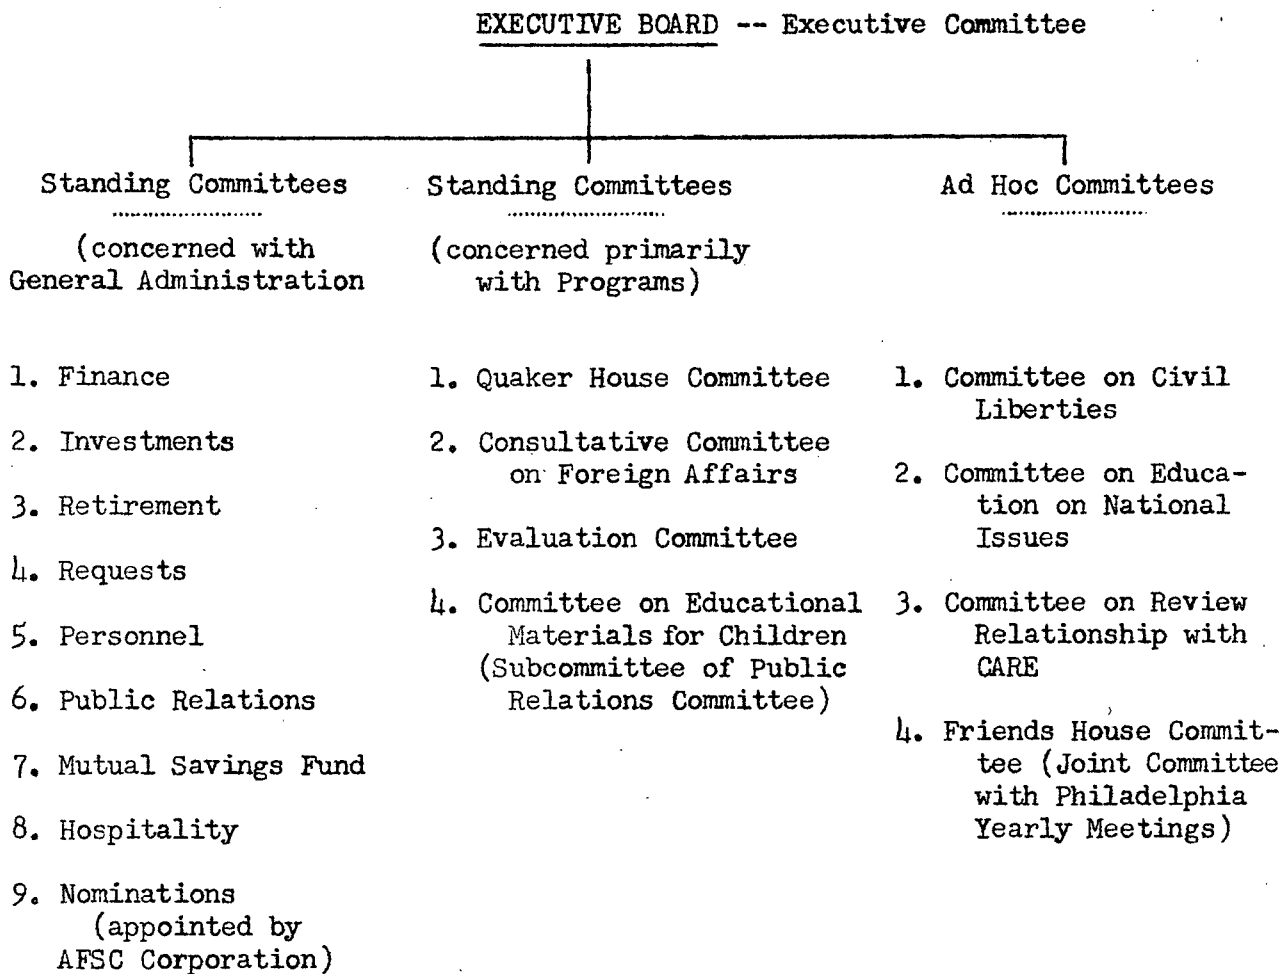 EXECUTIVE BOARD -- Executive Committee
Standing Committees
(concerned with
General Administration
1. Finance
2. Investments
3. Retirement
4. Requests
5. Personnel
6. Public Relations
7. Mutual Savings Fund
8. Hospitality
9. Nominations
(appointed by
AFSC Corporation)
Standing Committees
(concerned primarily
with Programs)
1. Quaker House Committee
2. Consultative Committee
on Foreign Affairs
3. Evaluation Committee
4. Committee on Educational
Materials for Children
(Subcommittee of Public
Relations Committee)
Ad Hoc Committees
1. Committee on Civil
Liberties
2. Committee on Educa-
tion on National
Issues
3. Committee on Review
Relationship with
CARE
4. Friends House Commit-
tee (Joint Committee
with Philadelphia
Yearly Meetings)